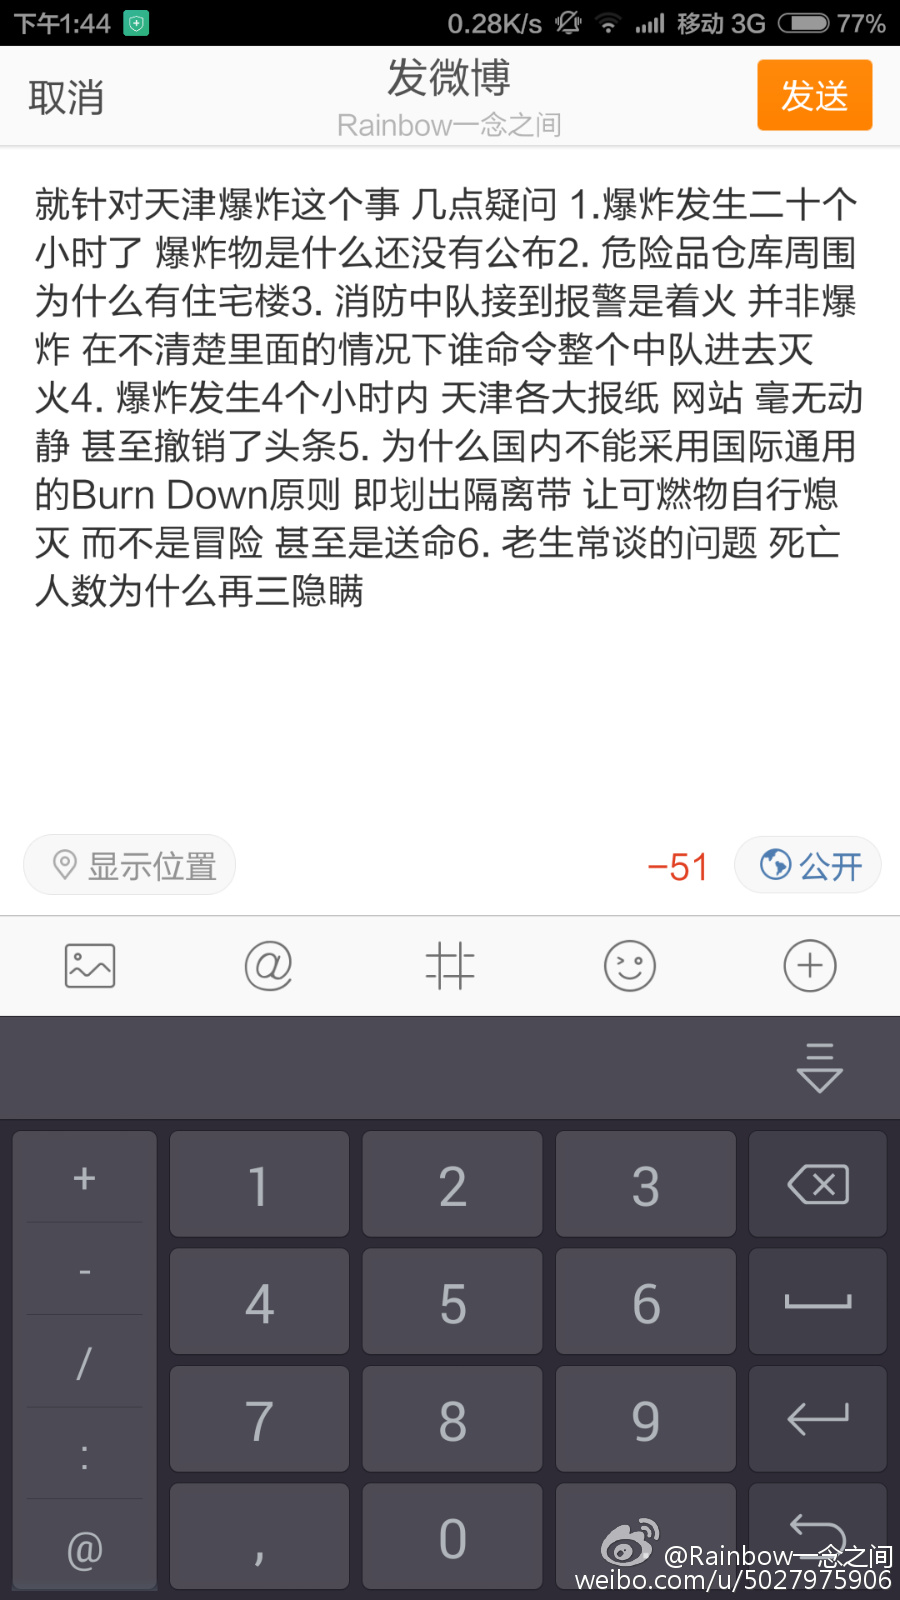 下午1:44 0.28K/s 移动 3G 77%
取消 发微博 发送
Rainbow一念之间
就针对天津爆炸这个事 几点疑问 1.爆炸发生二十个
小时了 爆炸物是什么还没有公布2. 危险品仓库周围
为什么有住宅楼3. 消防中队接到报警是着火 并非爆
炸 在不清楚里面的情况下谁命令整个中队进去灭
火4. 爆炸发生4个小时内 天津各大报纸 网站 毫无动
静 甚至撤销了头条5. 为什么国内不能采用国际通用
的Burn Down原则 即划出隔离带 让可燃物自行熄
灭 而不是冒险 甚至是送命6. 老生常谈的问题 死亡
人数为什么再三隐瞒
显示位置 -51 公开
@
+ 1 2 3
- 4 5 6
/ 7 8 9
:
@ , 0
@Rainbow一念之间
weibo.com/u/5027975906